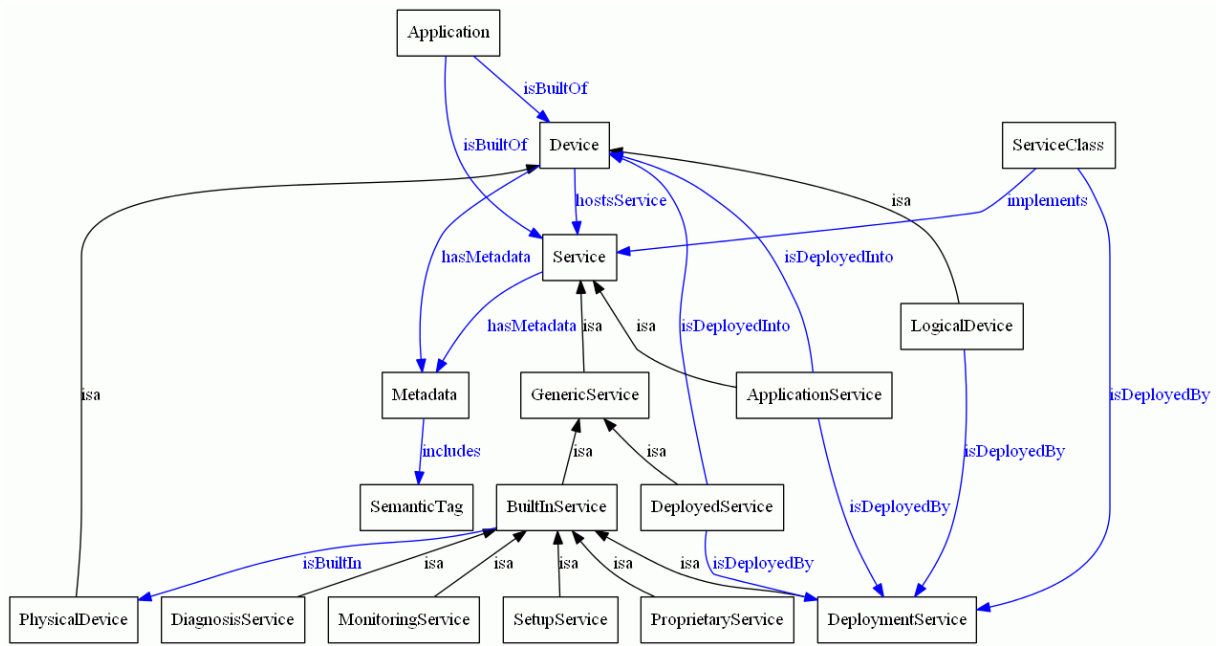 Application
isBuiltOf
isBuiltOf
Device
ServiceClass
hostsService
isa
implements
hasMetadata
Service
isDeployedInto
hasMetadata
isa
isa
isDeployedInto
LogicalDevice
isa
Metadata
GenericService
ApplicationService
isDeployedBy
includes
isa
isa
isDeployedBy
SemanticTag
BuiltInService
DeployedService
isDeployedBy
isBuiltIn
isa
isa
isa
isa
isa
isDeployedBy
PhysicalDevice
DiagnosisService
MonitoringService
SetupService
ProprietaryService
DeploymentService